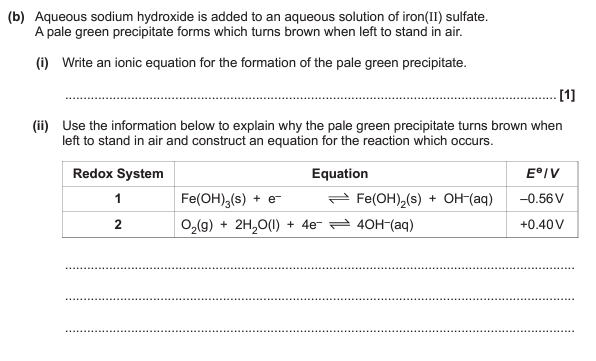 (b) Aqueous sodium hydroxide is added to an aqueous solution of iron(II) sulfate.
A pale green precipitate forms which turns brown when left to stand in air.
(i) Write an ionic equation for the formation of the pale green precipitate.
[1]
(ii) Use the information below to explain why the pale green precipitate turns brown when
left to stand in air and construct an equation for the reaction which occurs.
Redox System Equation E⦵/V
1 Fe(OH)₃(s) + e⁻ ⇌ Fe(OH)₂(s) + OH⁻(aq) –0.56V
2 O₂(g) + 2H₂O(l) + 4e⁻ ⇌ 4OH⁻(aq) +0.40V